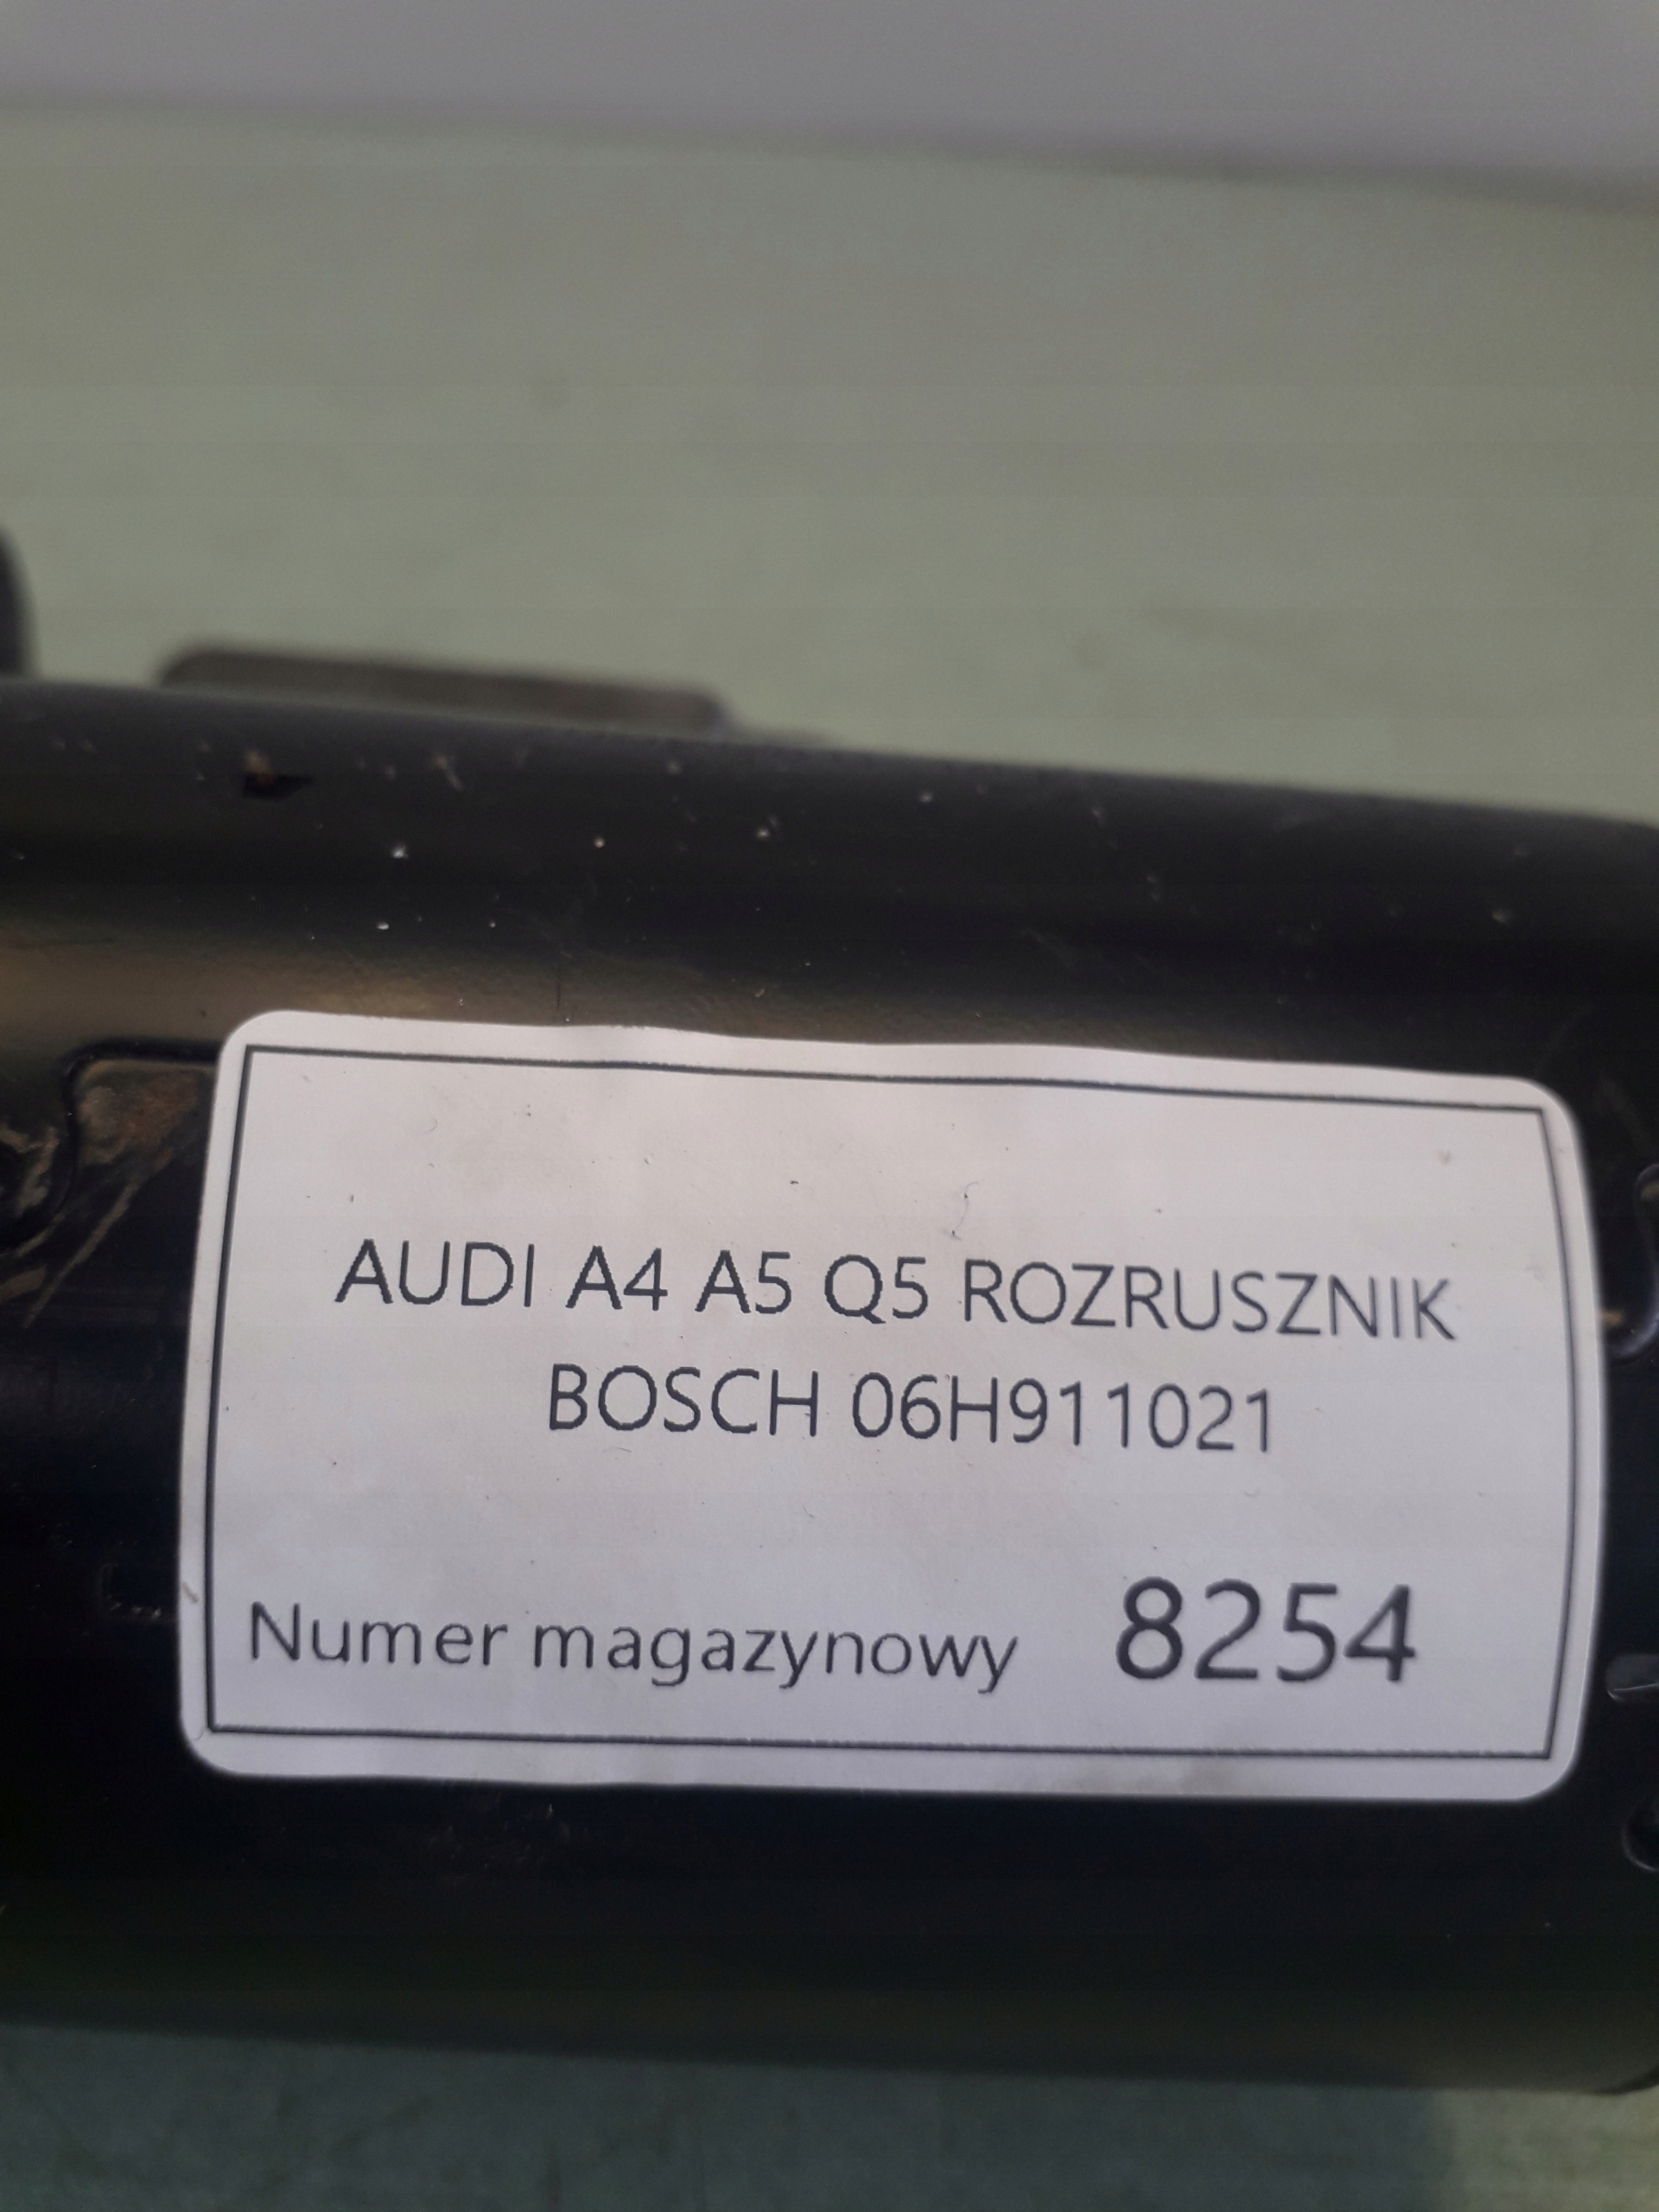 AUDI A4 A5 Q5 ROZRUSZNIK
BOSCH 06H911021
Numer magazynowy 8254